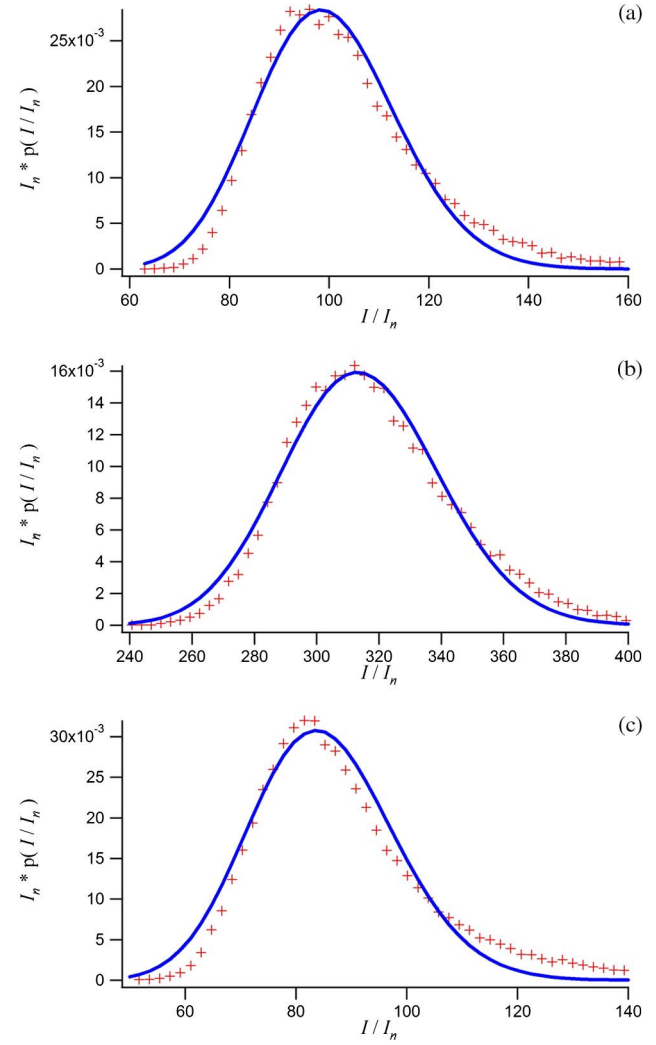 (a)
25x10⁻³
20
15
10
5
0
Iₙ * p( I / Iₙ )
60 80 100 120 140 160
I / Iₙ
(b)
16x10⁻³
14
12
10
8
6
4
2
0
Iₙ * p( I / Iₙ )
240 260 280 300 320 340 360 380 400
I / Iₙ
(c)
30x10⁻³
25
20
15
10
5
0
Iₙ * p( I / Iₙ )
60 80 100 120 140
I / Iₙ